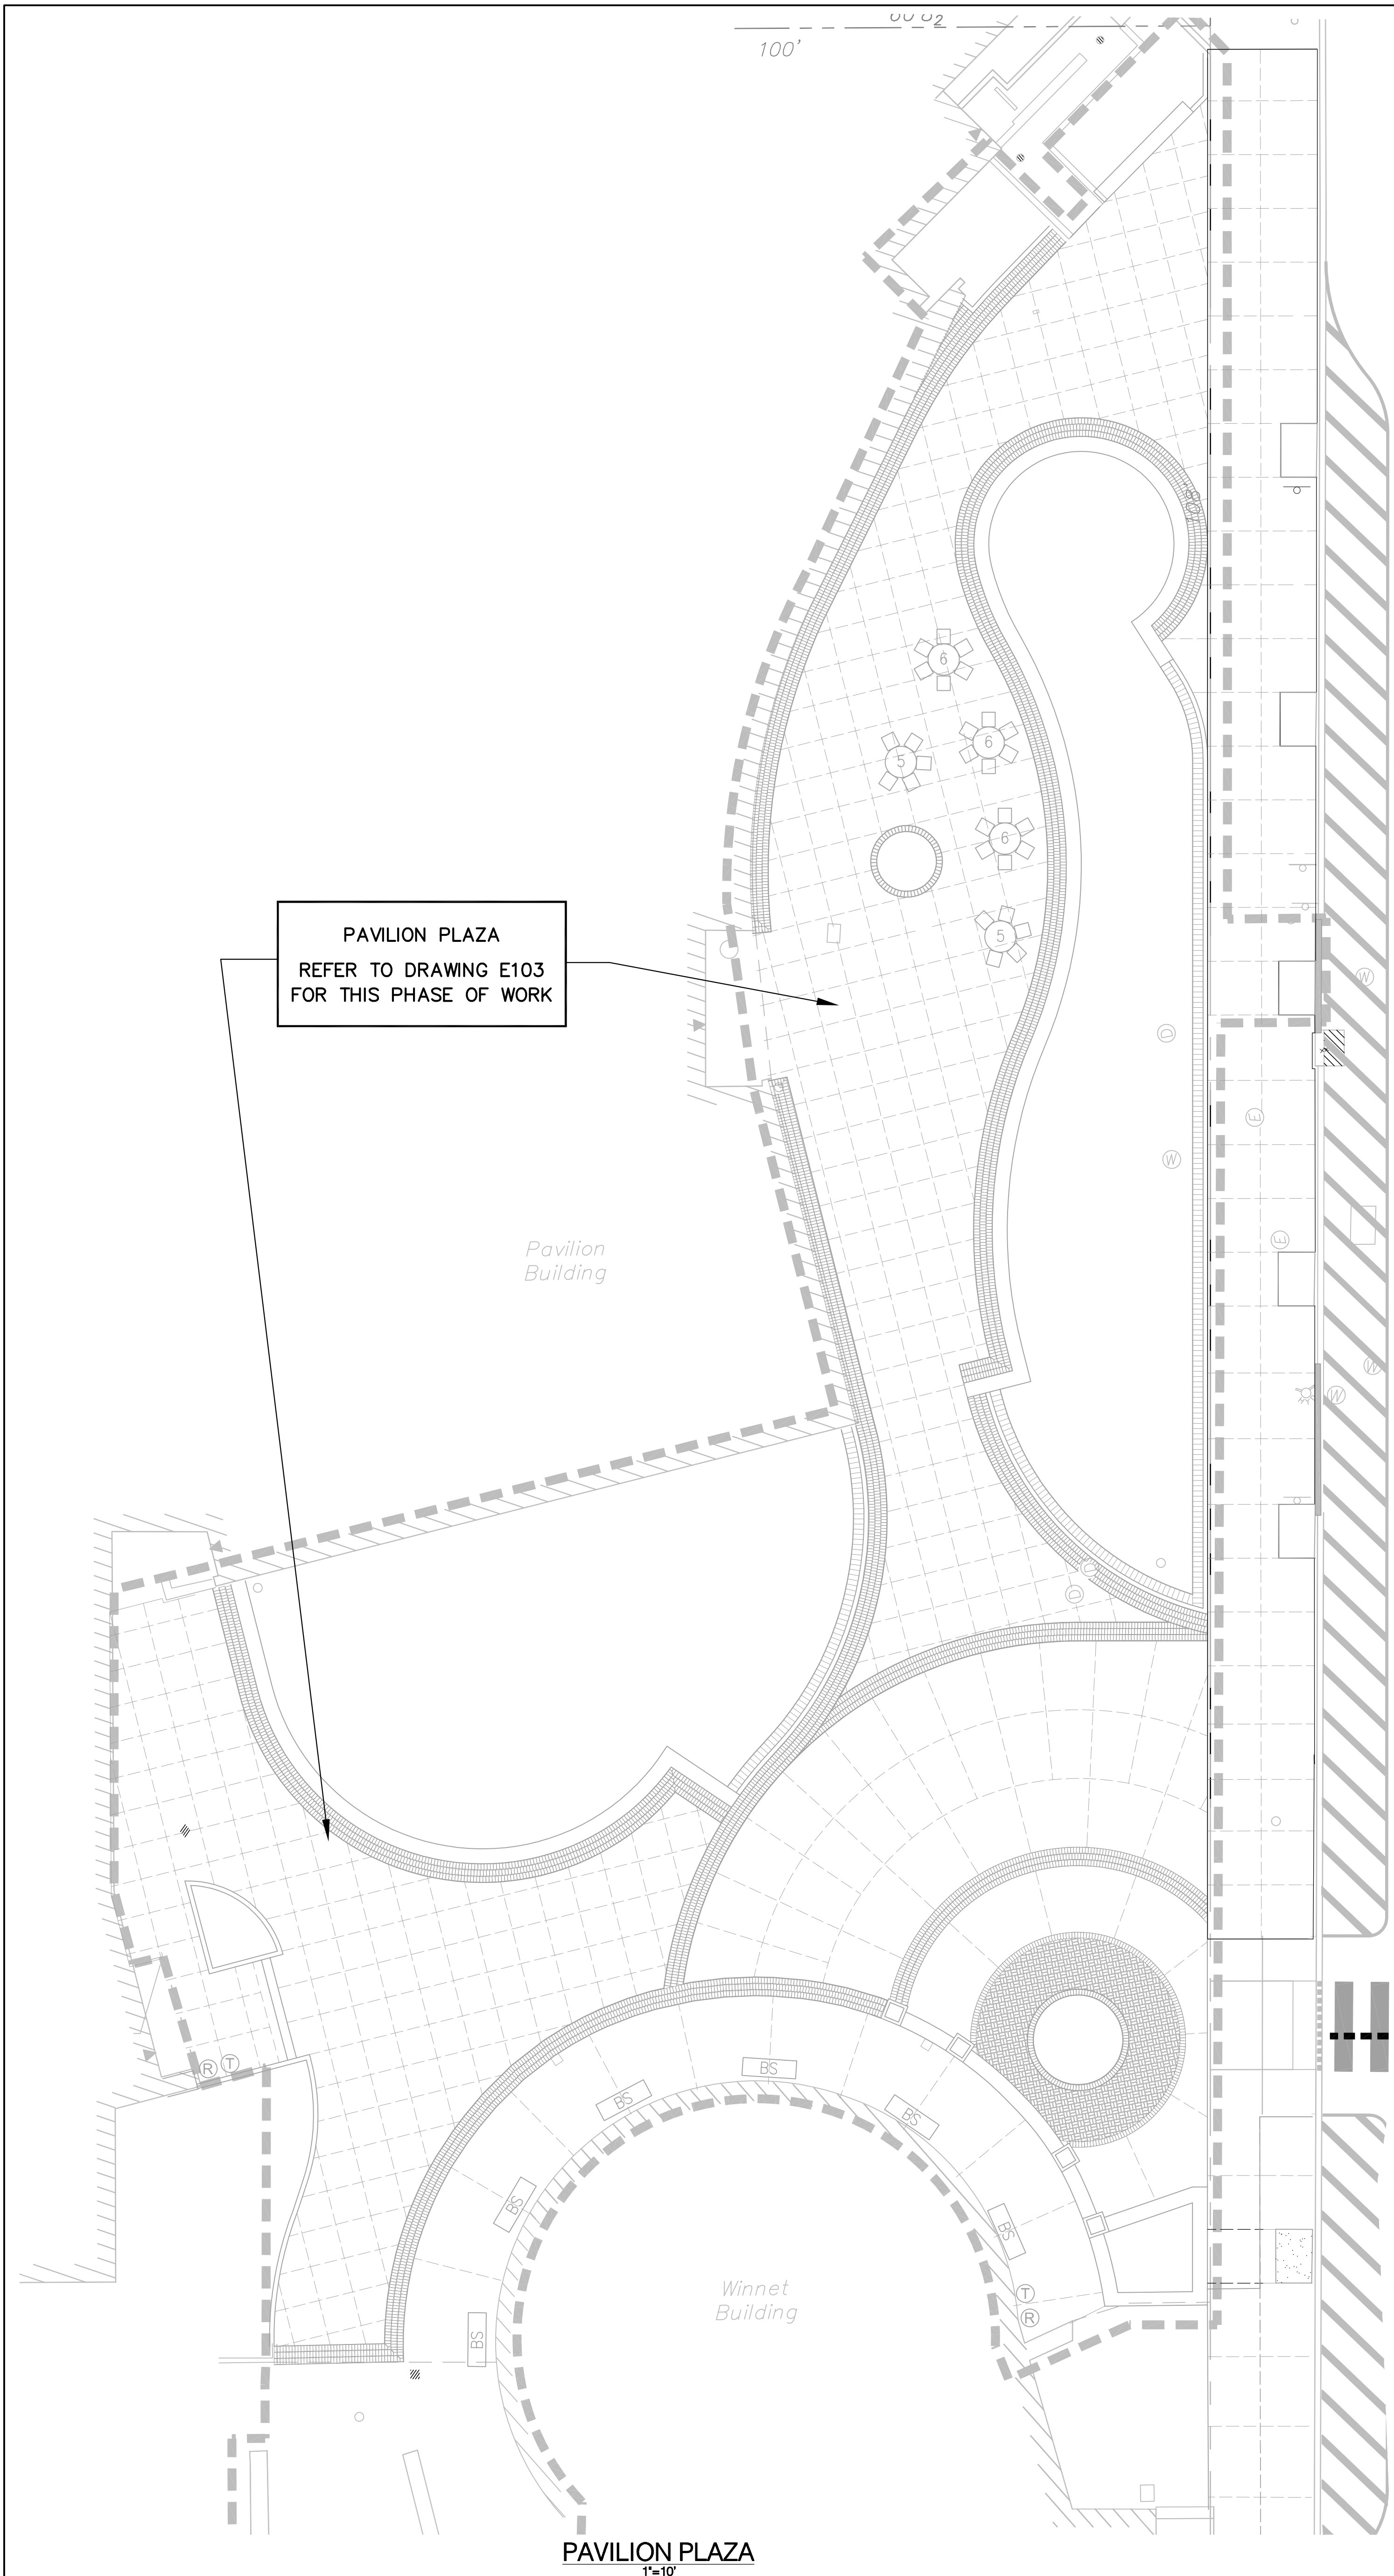 100'
108'
6
6
5
6
5
PAVILION PLAZA
REFER TO DRAWING E103
FOR THIS PHASE OF WORK
W
D
E
W
E
Pavilion
Building
W
W
D
D
R
T
BS
BS
BS
BS
BS
BS
T
R
Winnet
Building
PAVILION PLAZA
1"=10'